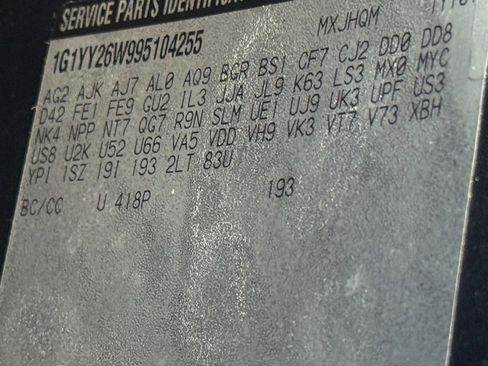 SERVICE PARTS IDENTIFICATION
1G1YY26W995104255 MXJHQM
AG2 AJK AJ7 AL0 AQ9 BGR BS1 CF7 CJ2 DD0 DD8
D42 FE1 FE9 GU2 IL3 JJA JL9 K63 LS3 MX0 MYC
NK4 NPP NT7 QG7 R9N SLM UE1 UJ9 UK3 UPF US3
US8 U2K U52 U66 VA5 VDD VH9 VK3 VT7 V73 XBH
YP1 1SZ 19I 193 2LT 83U
BC/CC U 418P 193